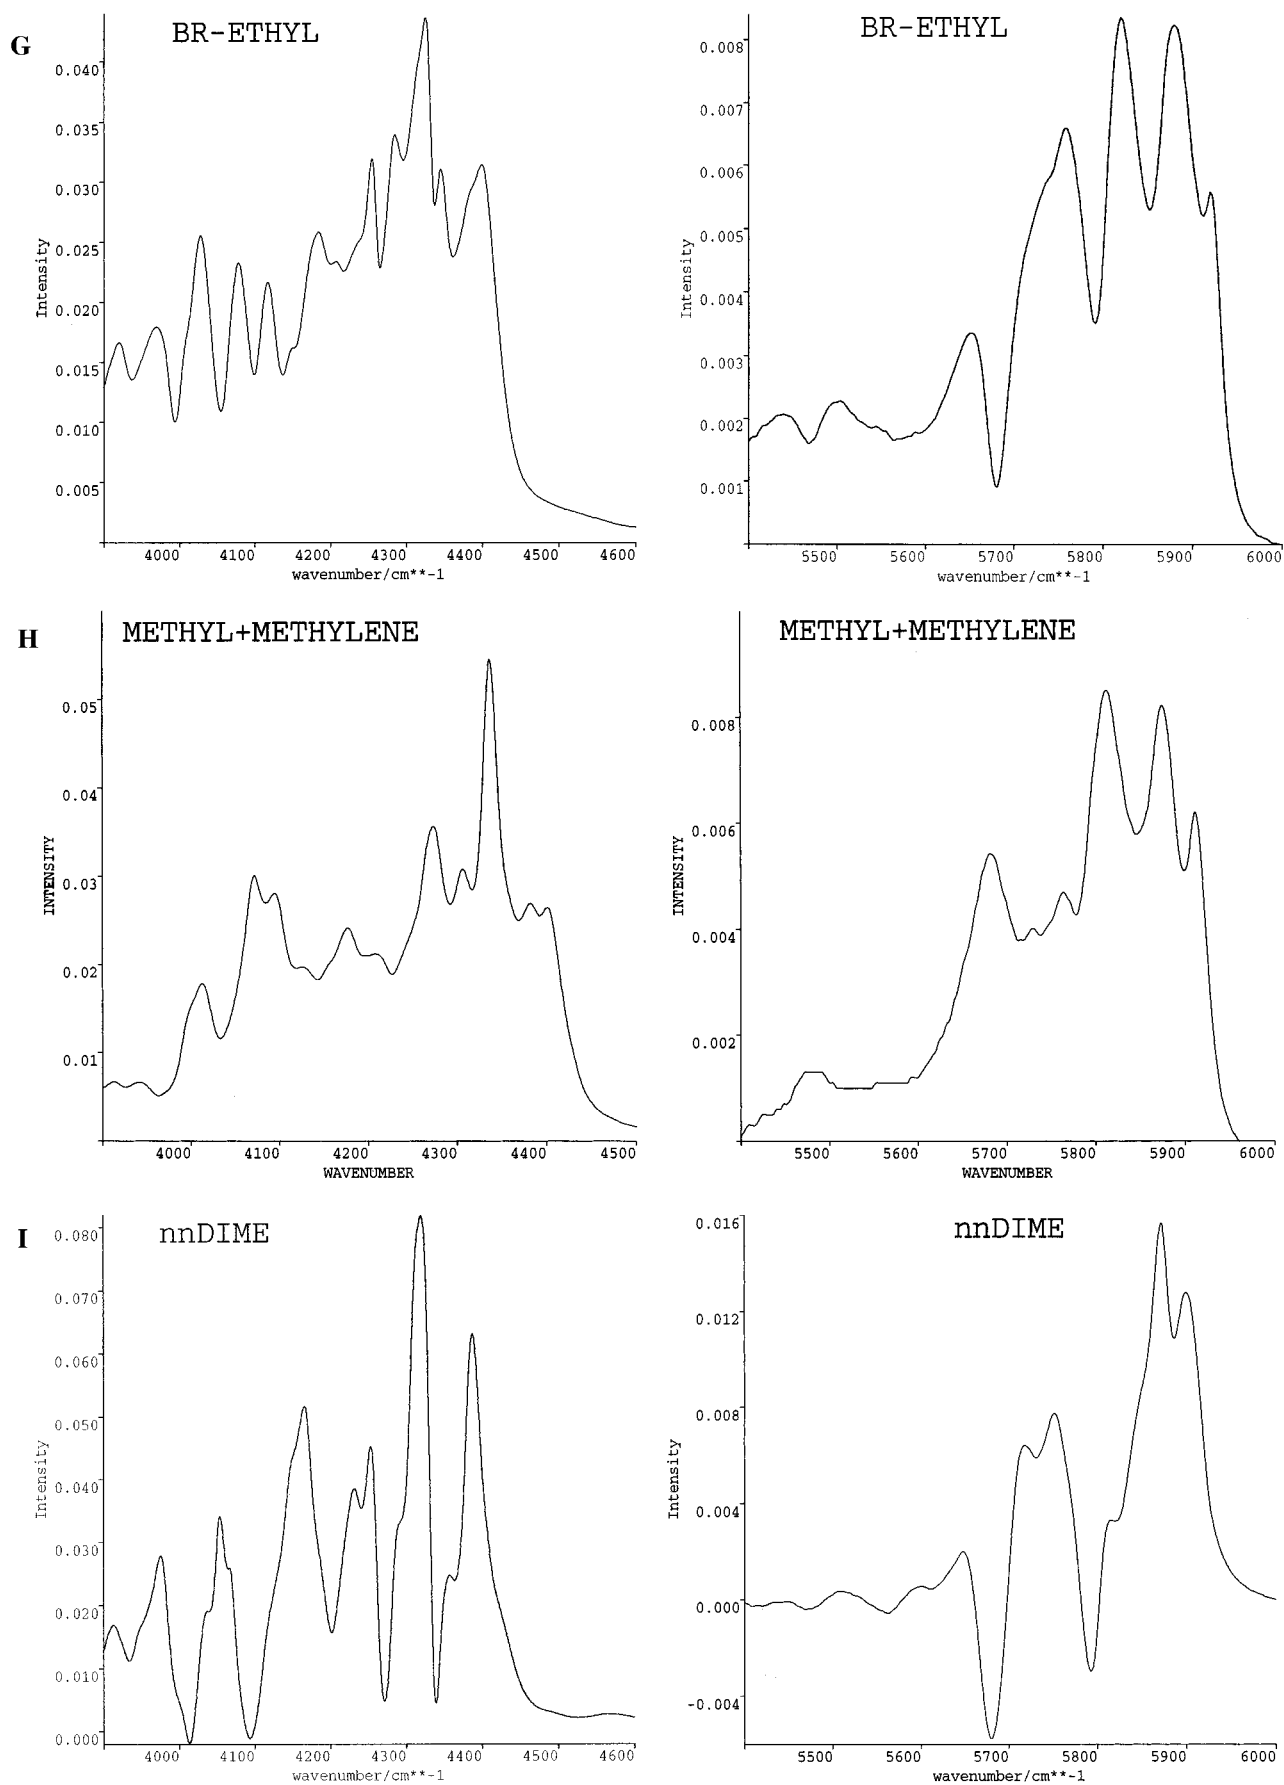 G
BR-ETHYL
0.040
0.035
0.030
0.025
0.020
0.015
0.010
0.005
Intensity
4000 4100 4200 4300 4400 4500 4600
wavenumber/cm**-1
BR-ETHYL
0.008
0.007
0.006
0.005
0.004
0.003
0.002
0.001
Intensity
5500 5600 5700 5800 5900 6000
wavenumber/cm**-1
H
METHYL+METHYLENE
0.05
0.04
0.03
0.02
0.01
INTENSITY
4000 4100 4200 4300 4400 4500
WAVENUMBER
METHYL+METHYLENE
0.008
0.006
0.004
0.002
INTENSITY
5500 5600 5700 5800 5900 6000
WAVENUMBER
I
nnDIME
0.080
0.070
0.060
0.050
0.040
0.030
0.020
0.010
0.000
Intensity
4000 4100 4200 4300 4400 4500 4600
wavenumber/cm**-1
nnDIME
0.016
0.012
0.008
0.004
0.000
-0.004
Intensity
5500 5600 5700 5800 5900 6000
wavenumber/cm**-1